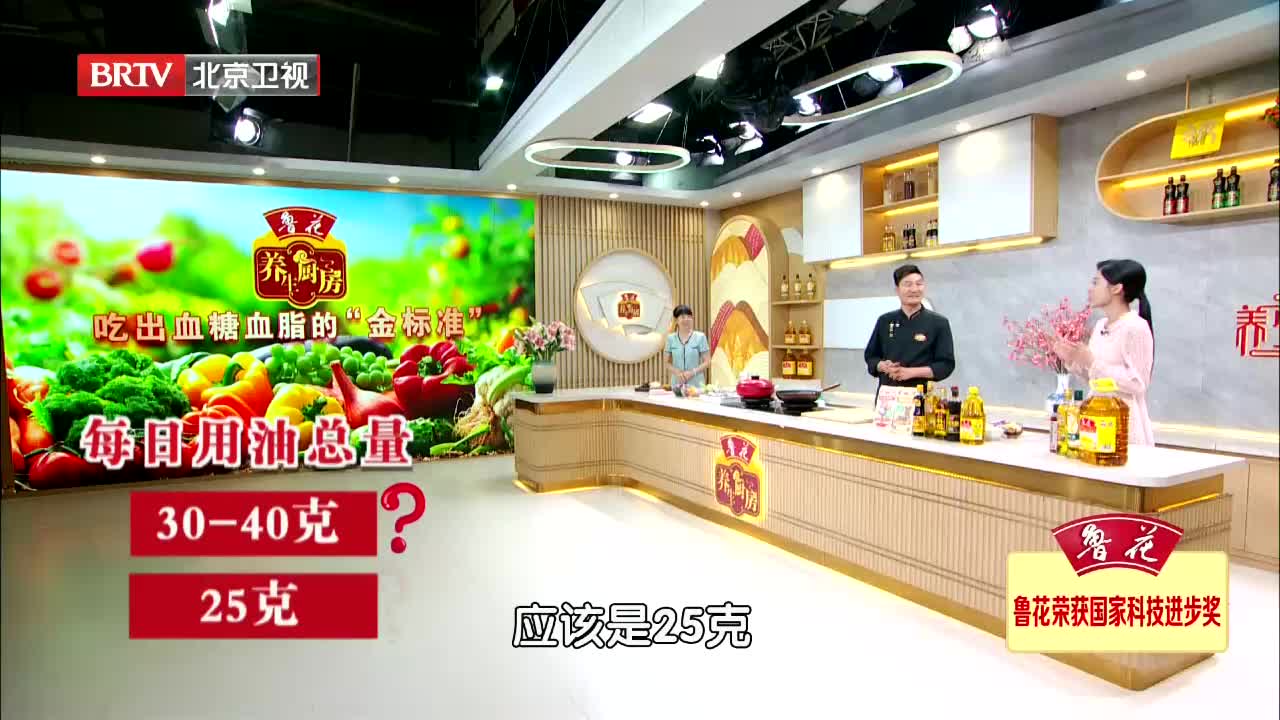 BRTV 北京卫视
鲁花
养生厨房
吃出血糖血脂的“金标准”
每日用油总量
30-40克
?
25克
应该是25克
鲁花
养生厨房
养
鲁花
鲁花荣获国家科技进步奖